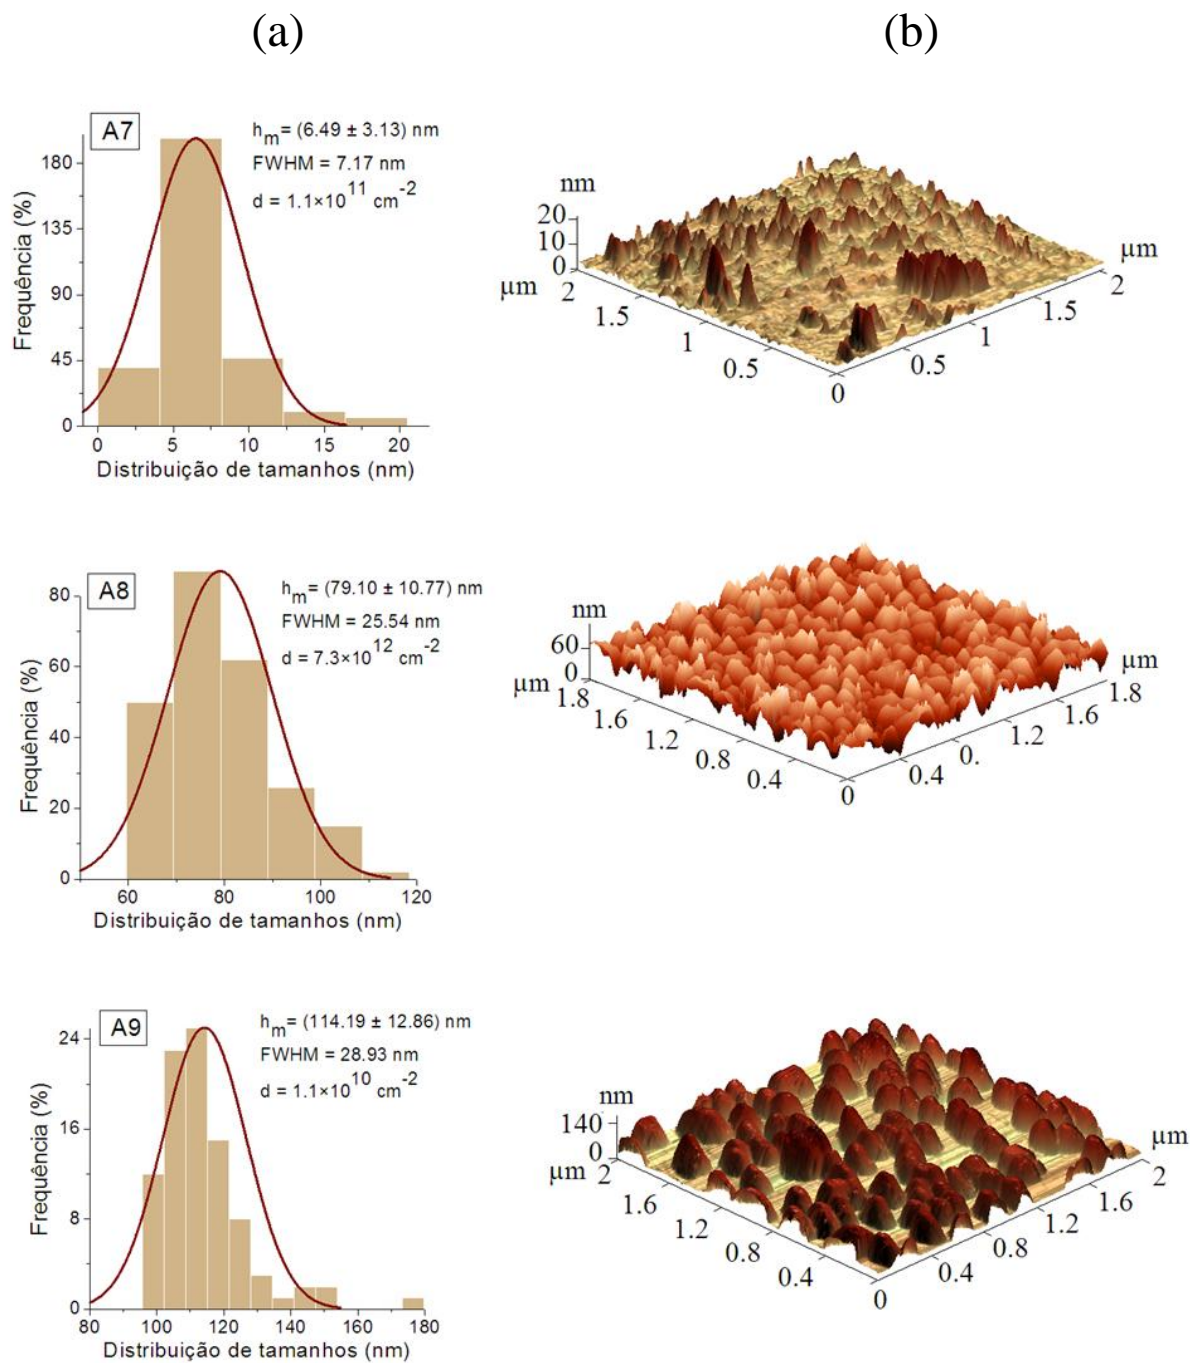 (a)
(b)
A7
h_m= (6.49 ± 3.13) nm
FWHM = 7.17 nm
d = 1.1×10^11 cm^-2
Frequência (%)
180
135
90
45
0
0 5 10 15 20
Distribuição de tamanhos (nm)
nm
20
10
0
µm 2
1.5
1
0.5
0
0.5
1
1.5
2
µm
A8
h_m= (79.10 ± 10.77) nm
FWHM = 25.54 nm
d = 7.3×10^12 cm^-2
Frequência (%)
80
60
40
20
0
60 80 100 120
Distribuição de tamanhos (nm)
nm
60
0
µm
1.8
1.6
1.2
0.8
0.4
0
0.4
0.
1.2
1.6
1.8
µm
A9
h_m= (114.19 ± 12.86) nm
FWHM = 28.93 nm
d = 1.1×10^10 cm^-2
Frequência (%)
24
16
8
0
80 100 120 140 160 180
Distribuição de tamanhos (nm)
nm
140
0
µm 2
1.6
1.2
0.8
0.4
0
0.4
0.8
1.2
1.6
2
µm